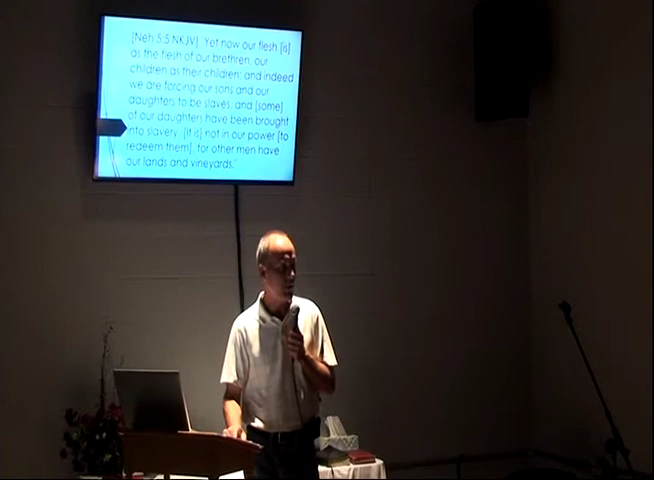 [Neh 5:5 NKJV] Yet now our flesh [is]
as the flesh of our brethren, our
children as their children; and indeed
we are forcing our sons and our
daughters to be slaves, and [some]
of our daughters have been brought
into slavery. [It is] not in our power [to
redeem them], for other men have
our lands and vineyards."